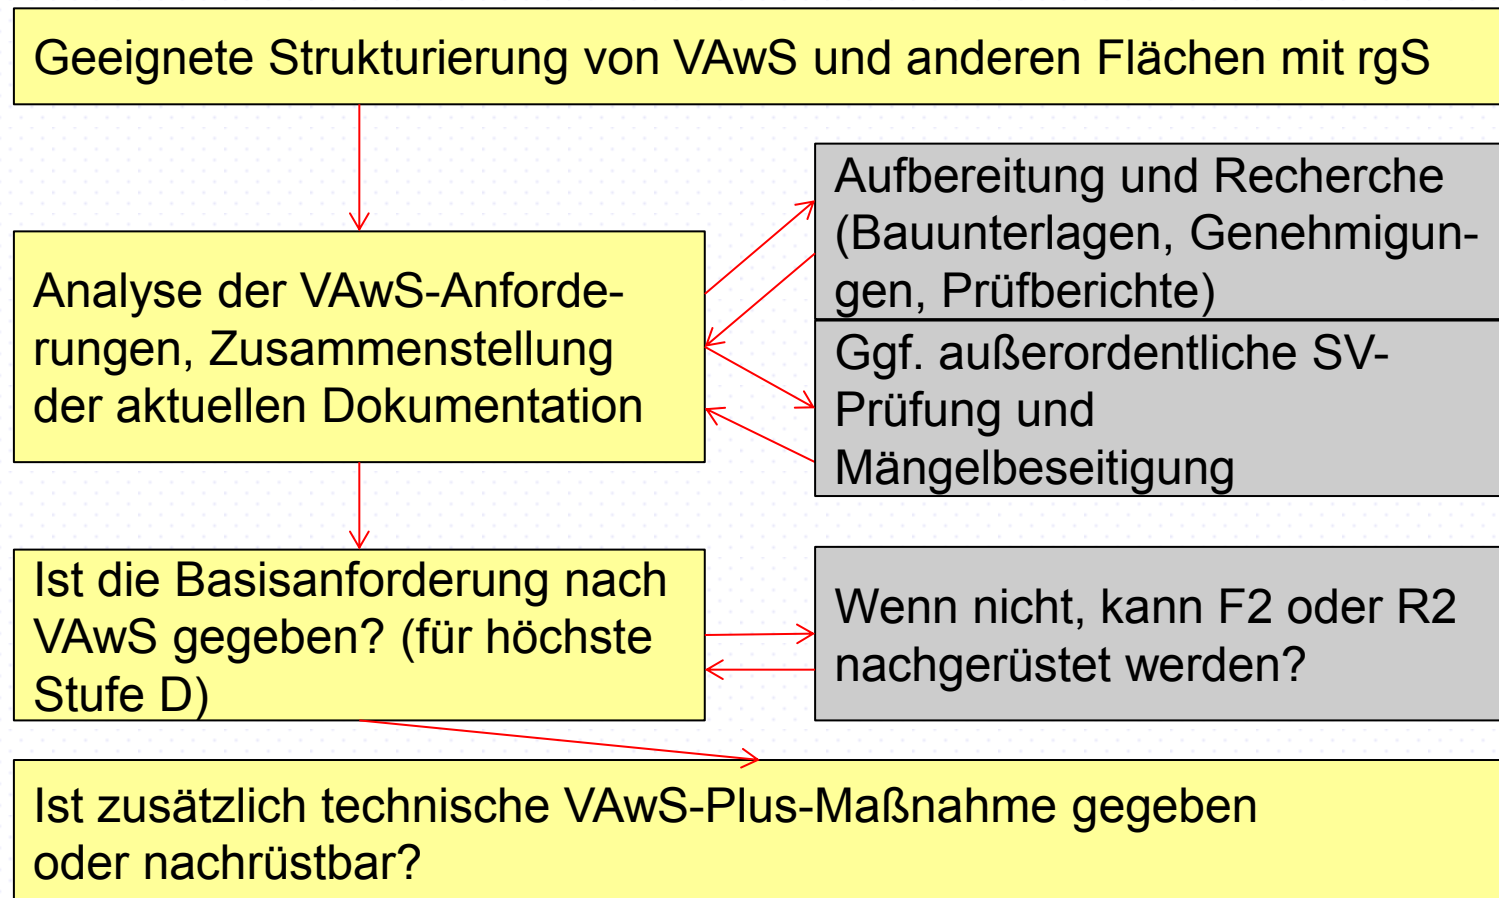 Geeignete Strukturierung von VAwS und anderen Flächen mit rgS
Aufbereitung und Recherche
(Bauunterlagen, Genehmigun-
gen, Prüfberichte)
Analyse der VAwS-Anforde-
rungen, Zusammenstellung
der aktuellen Dokumentation
Ggf. außerordentliche SV-
Prüfung und
Mängelbeseitigung
Ist die Basisanforderung nach
VAwS gegeben? (für höchste
Stufe D)
Wenn nicht, kann F2 oder R2
nachgerüstet werden?
Ist zusätzlich technische VAwS-Plus-Maßnahme gegeben
oder nachrüstbar?